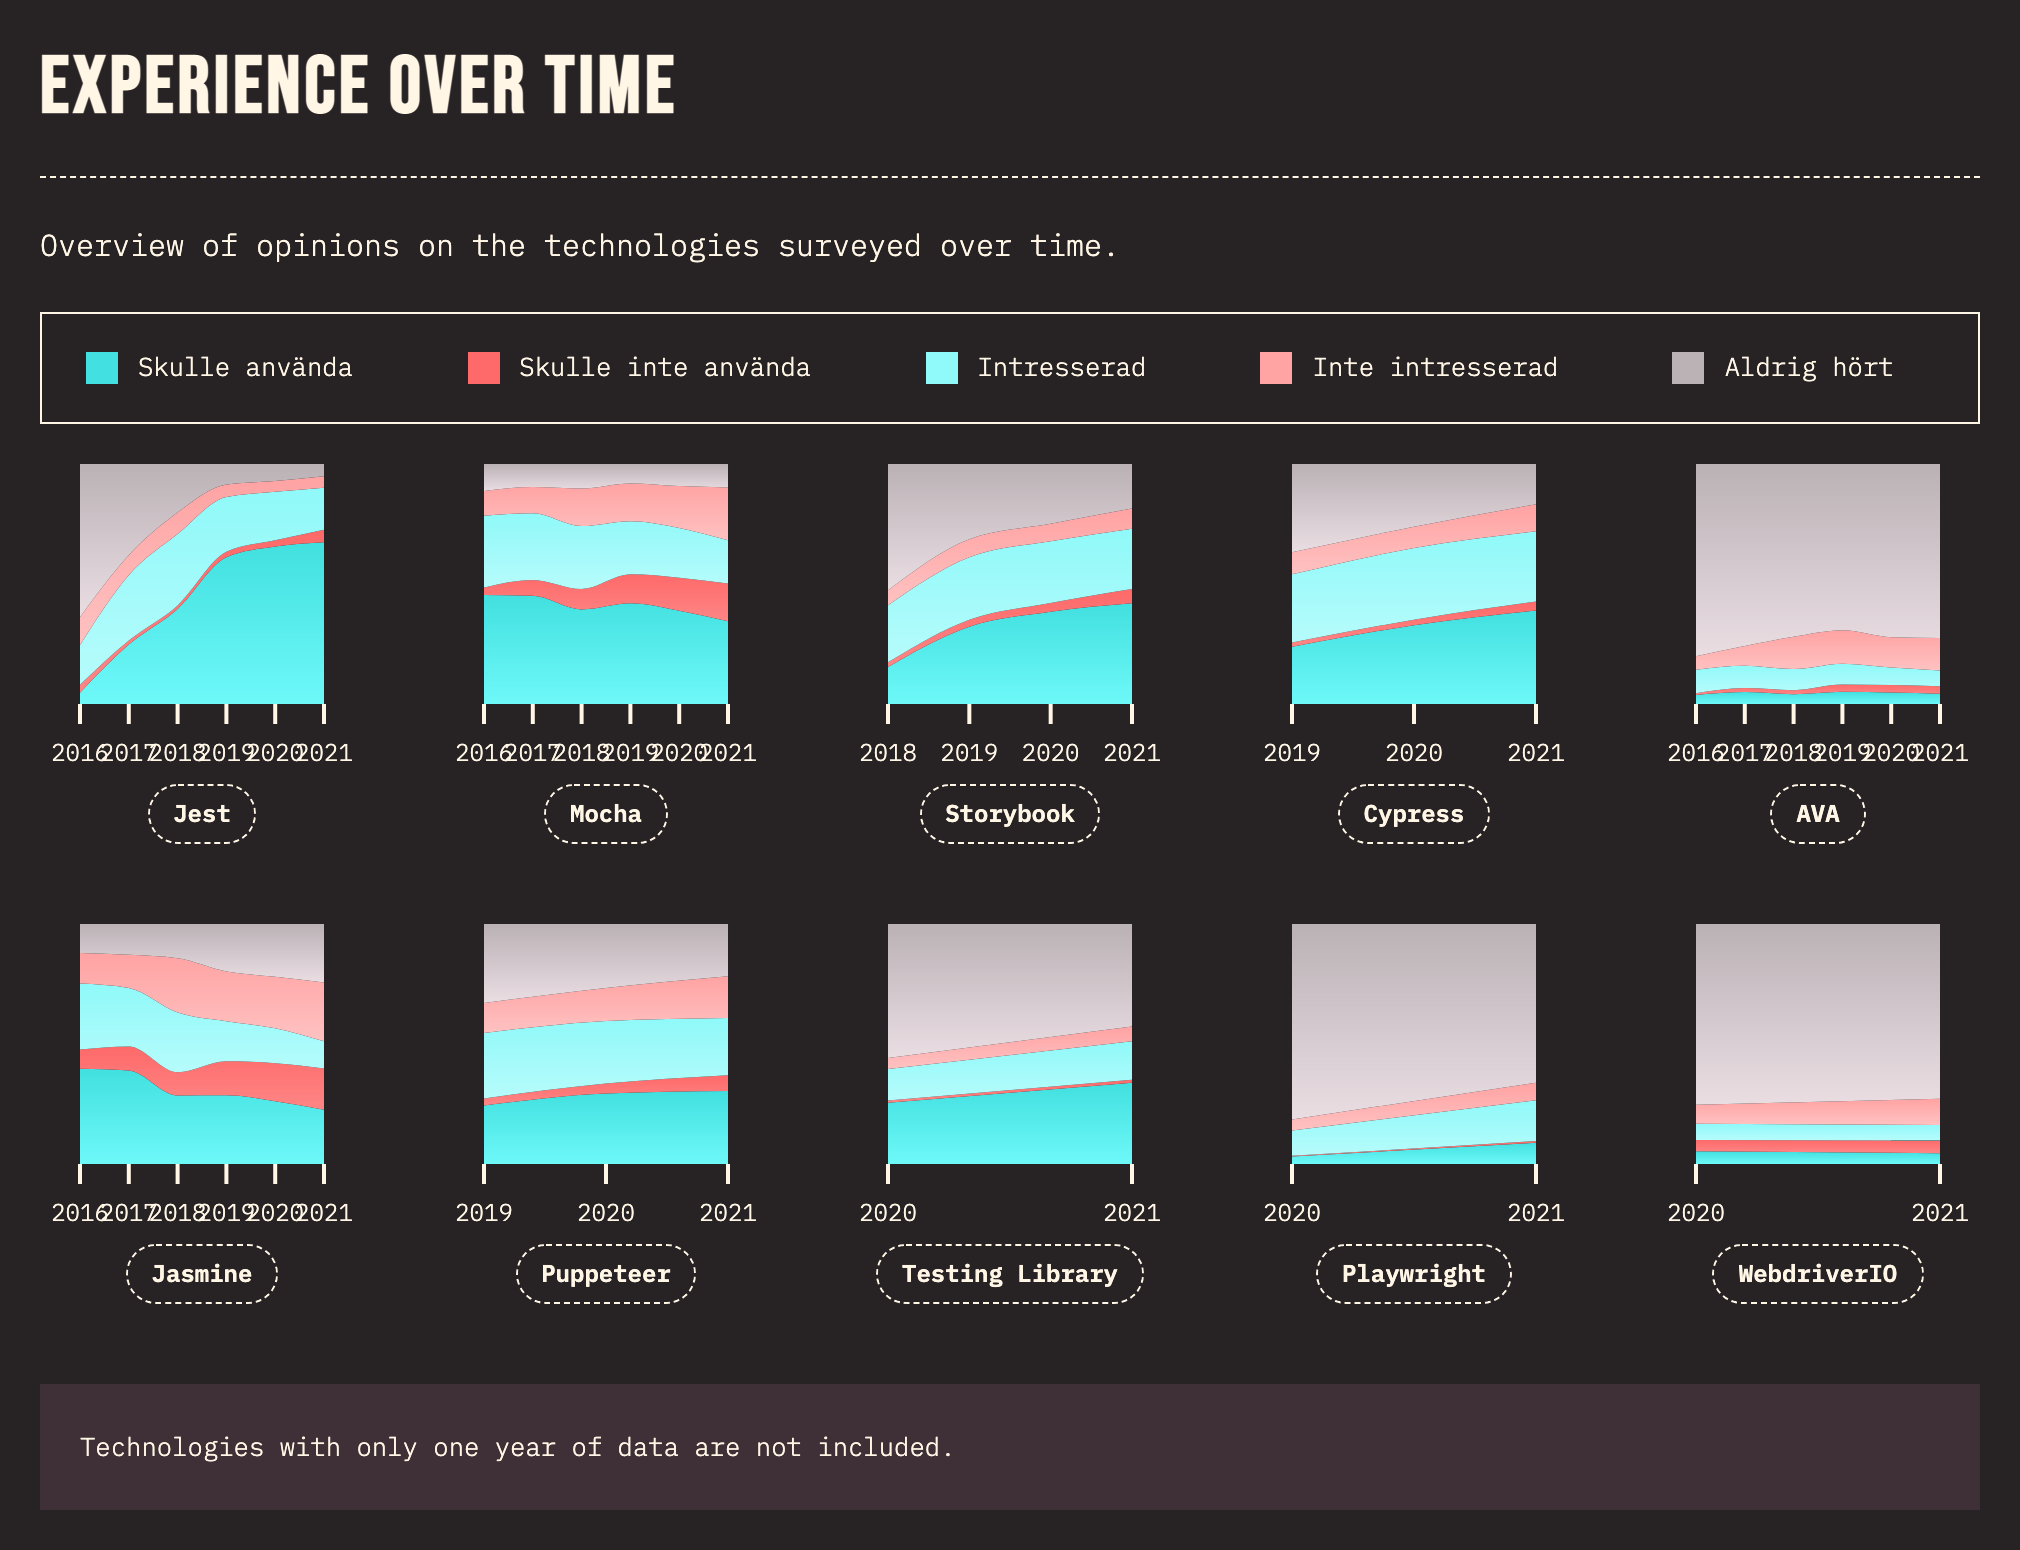 EXPERIENCE OVER TIME
Overview of opinions on the technologies surveyed over time.
Skulle använda Skulle inte använda Intresserad Inte intresserad Aldrig hört
2016 2017 2018 2019 2020 2021 2016 2017 2018 2019 2020 2021 2018 2019 2020 2021 2019 2020 2021 2016 2017 2018 2019 2020 2021
Jest Mocha Storybook Cypress AVA
2016 2017 2018 2019 2020 2021 2019 2020 2021 2020 2021 2020 2021 2020 2021
Jasmine Puppeteer Testing Library Playwright WebdriverIO
Technologies with only one year of data are not included.